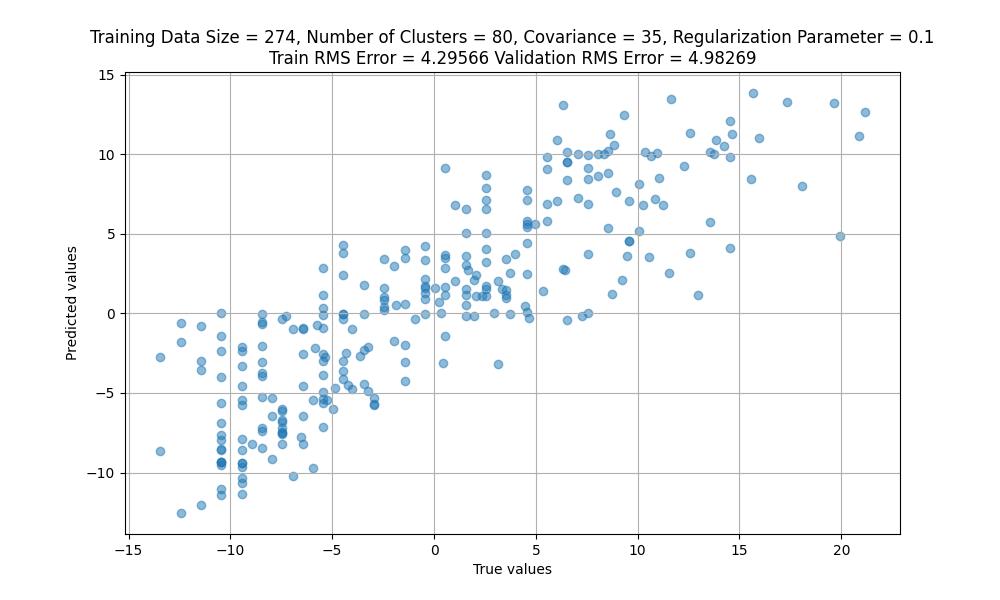 Training Data Size = 274, Number of Clusters = 80, Covariance = 35, Regularization Parameter = 0.1
Train RMS Error = 4.29566 Validation RMS Error = 4.98269
15
10
5
0
−5
−10
Predicted values
−15 −10 −5 0 5 10 15 20
True values